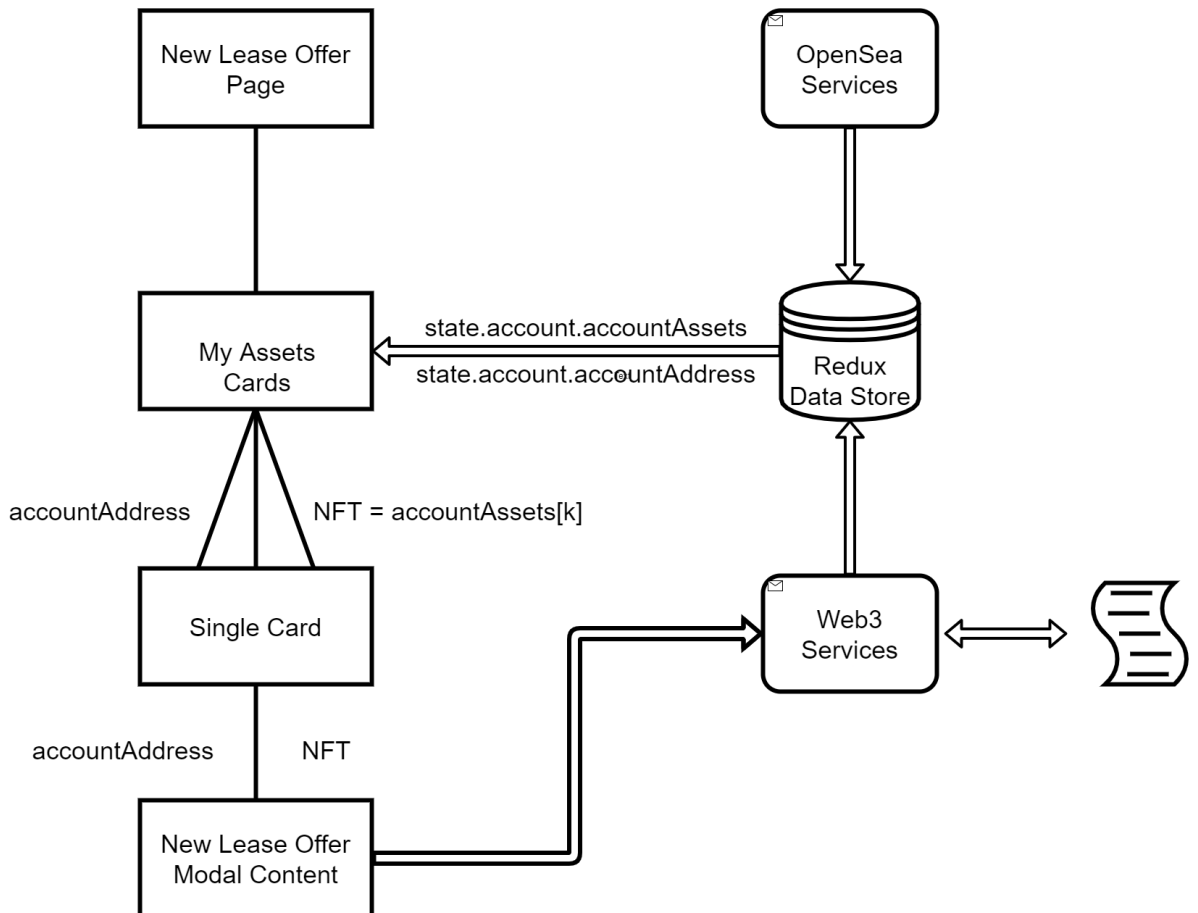 New Lease Offer
Page
OpenSea
Services
state.account.accountAssets
state.account.accountAddress
My Assets
Cards
Redux
Data Store
accountAddress
NFT = accountAssets[k]
Single Card
Web3
Services
accountAddress
NFT
New Lease Offer
Modal Content